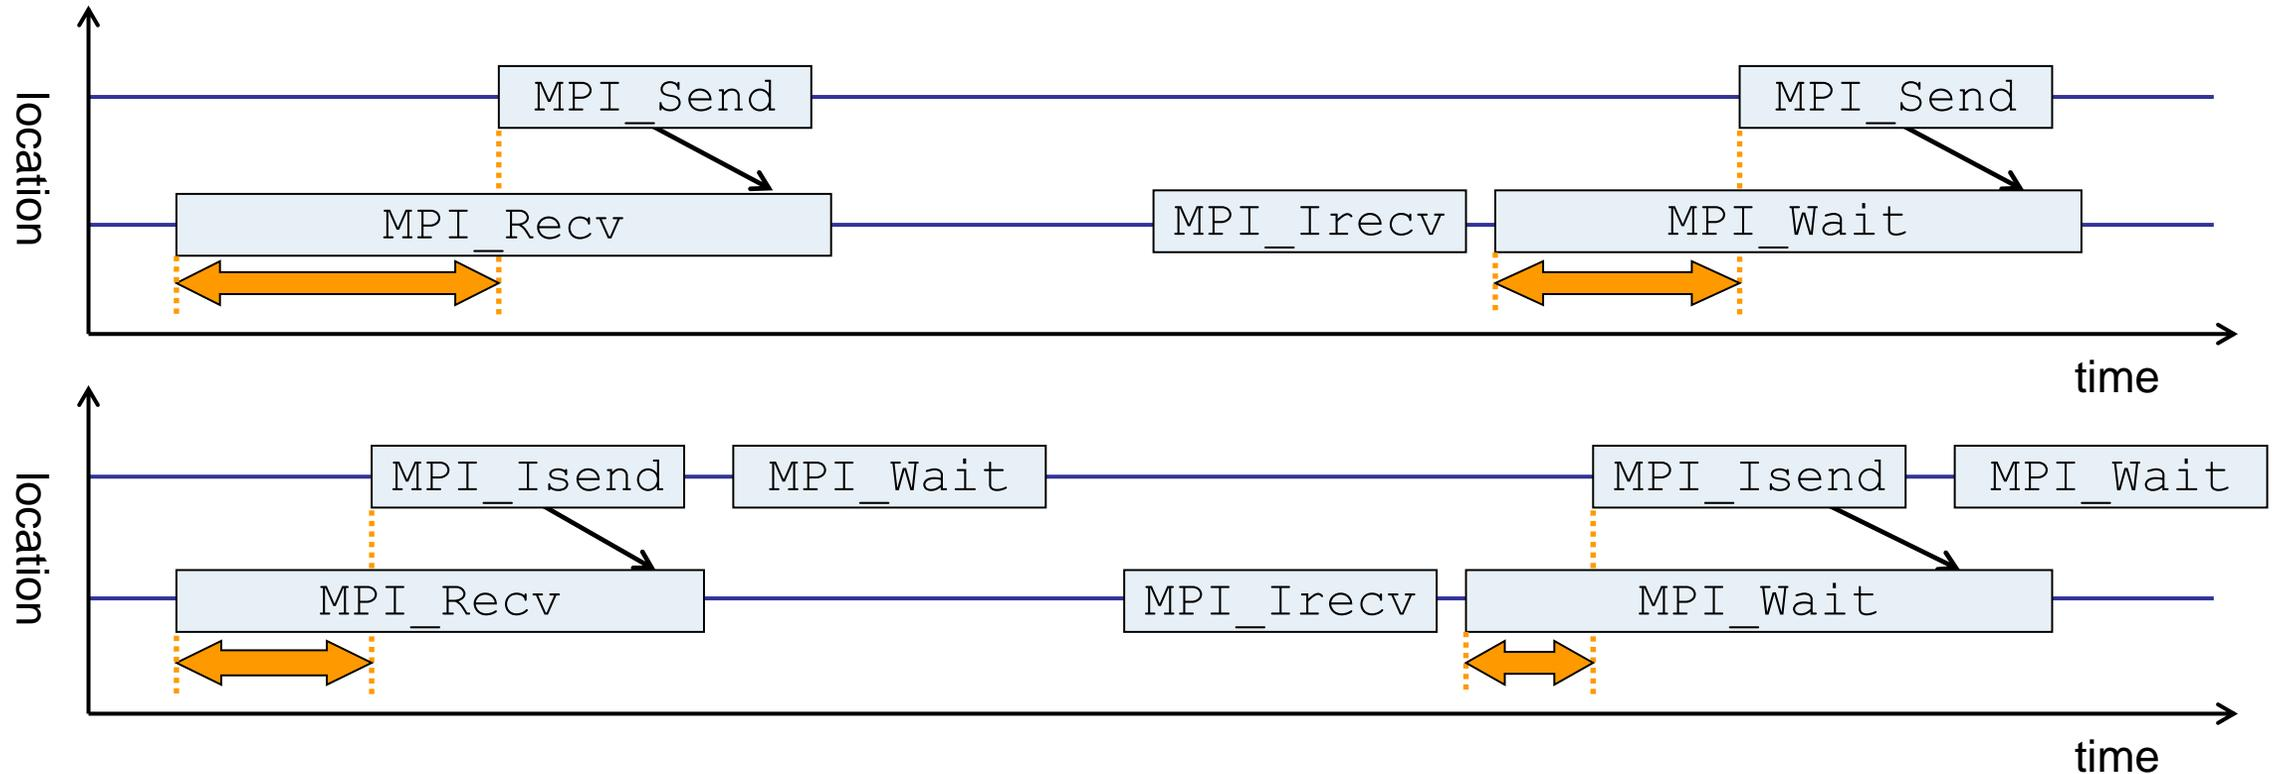 location
MPI_Send
MPI_Send
MPI_Recv
MPI_Irecv
MPI_Wait
time
location
MPI_Isend
MPI_Wait
MPI_Isend
MPI_Wait
MPI_Recv
MPI_Irecv
MPI_Wait
time